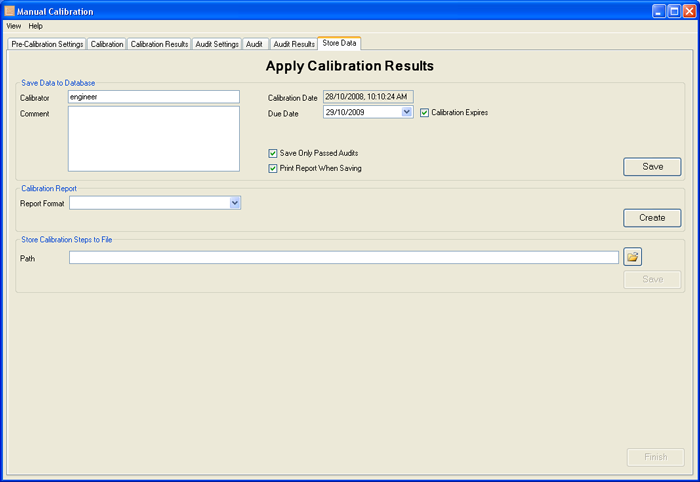 Manual Calibration
View Help
Pre-Calibration Settings Calibration Calibration Results Audit Settings Audit Audit Results Store Data
Apply Calibration Results
Save Data to Database
Calibrator engineer Calibration Date 28/10/2008, 10:10:24 AM
Comment Due Date 29/10/2009 Calibration Expires
Save Only Passed Audits
Print Report When Saving
Save
Calibration Report
Report Format
Create
Store Calibration Steps to File
Path
Save
Finish